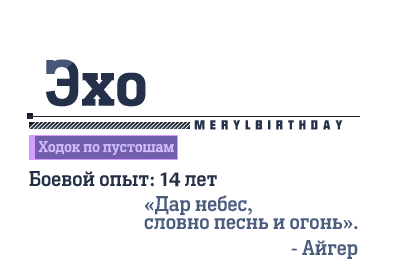 Эхо
MERYLBIRTHDAY
Ходок по пустошам
Боевой опыт: 14 лет
«Дар небес,
словно песнь и огонь».
- Айгер